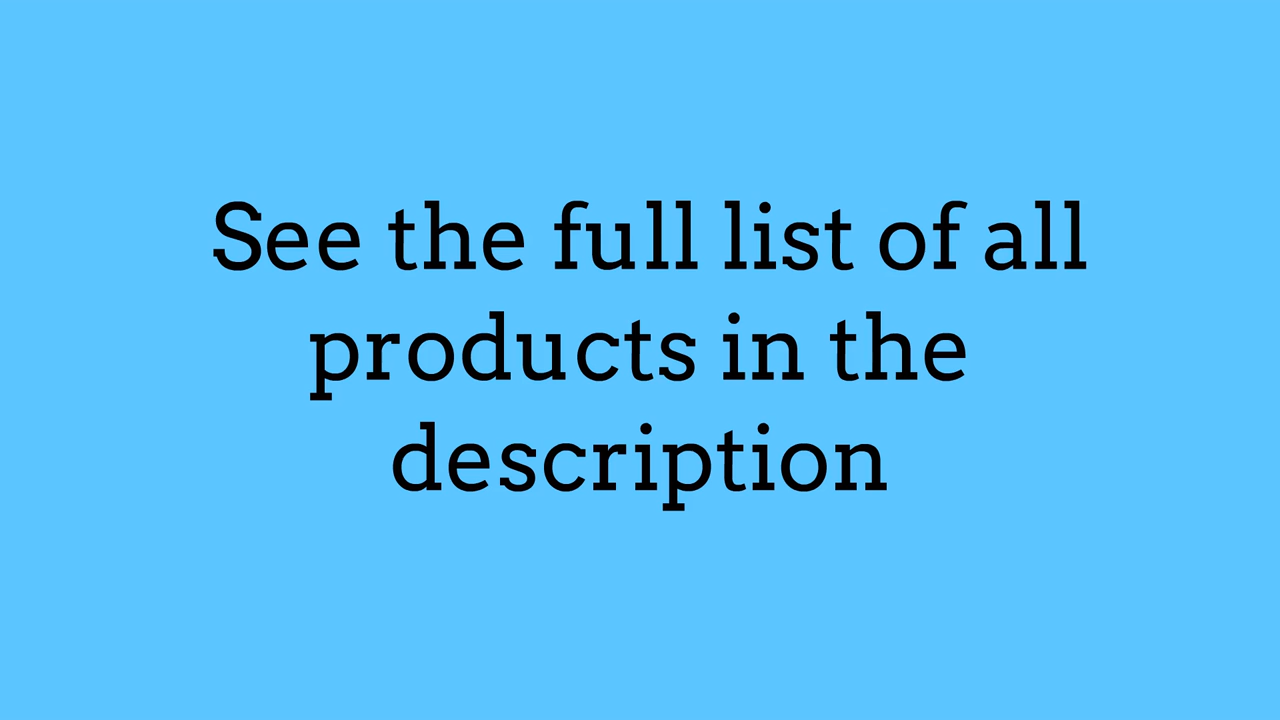 See the full list of all
products in the
description